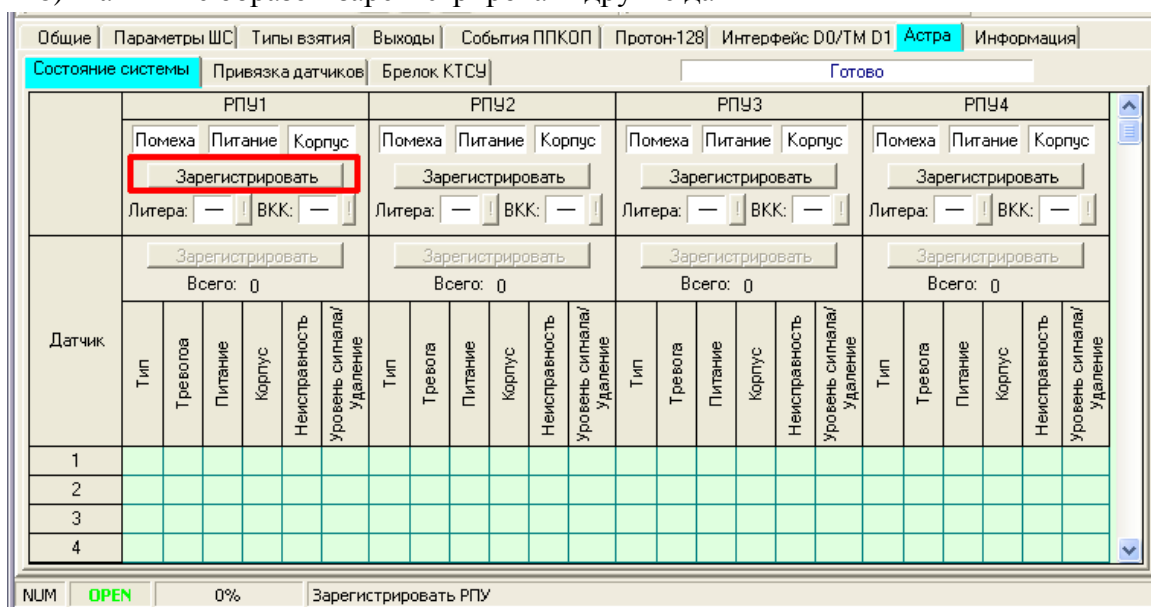 Общие Параметры ШС Типы взятия Выходы События ППКОП Протон-128 Интерфейс D0/TM D1 Астра Информация
Состояние системы Привязка датчиков Брелок КТСУ Готово
РПУ1 РПУ2 РПУ3 РПУ4
Помеха Питание Корпус Помеха Питание Корпус Помеха Питание Корпус Помеха Питание Корпус
Зарегистрировать Зарегистрировать Зарегистрировать Зарегистрировать
Литера: — ! ВКК: — ! Литера: — ! ВКК: — ! Литера: — ! ВКК: — ! Литера: — ! ВКК: — !
Зарегистрировать Зарегистрировать Зарегистрировать Зарегистрировать
Всего: 0 Всего: 0 Всего: 0 Всего: 0
Датчик Тип Тревогоа Питание Корпус Неисправность Уровень сигнала/ Удаление Тип Тревога Питание Корпус Неисправность Уровень сигнала/ Удаление Тип Тревога Питание Корпус Неисправность Уровень сигнала/ Удаление Тип Тревога Питание Корпус Неисправность Уровень сигнала/ Удаление
1
2
3
4
NUM OPEN 0% Зарегистрировать РПУ